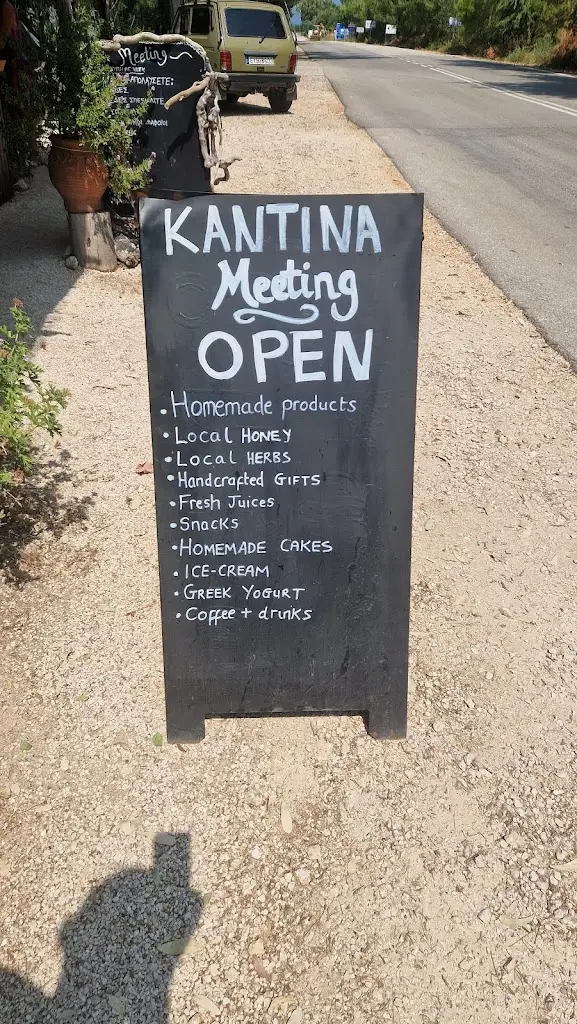 Meeting
KANTINA
Meeting
OPEN
• Homemade products
• Local HONEY
• Local HERBS
• Handcrafted GIFTS
• Fresh Juices
• Snacks
• HOMEMADE CAKES
• ICE-CREAM
• GREEK YOGURT
• Coffee + drinks